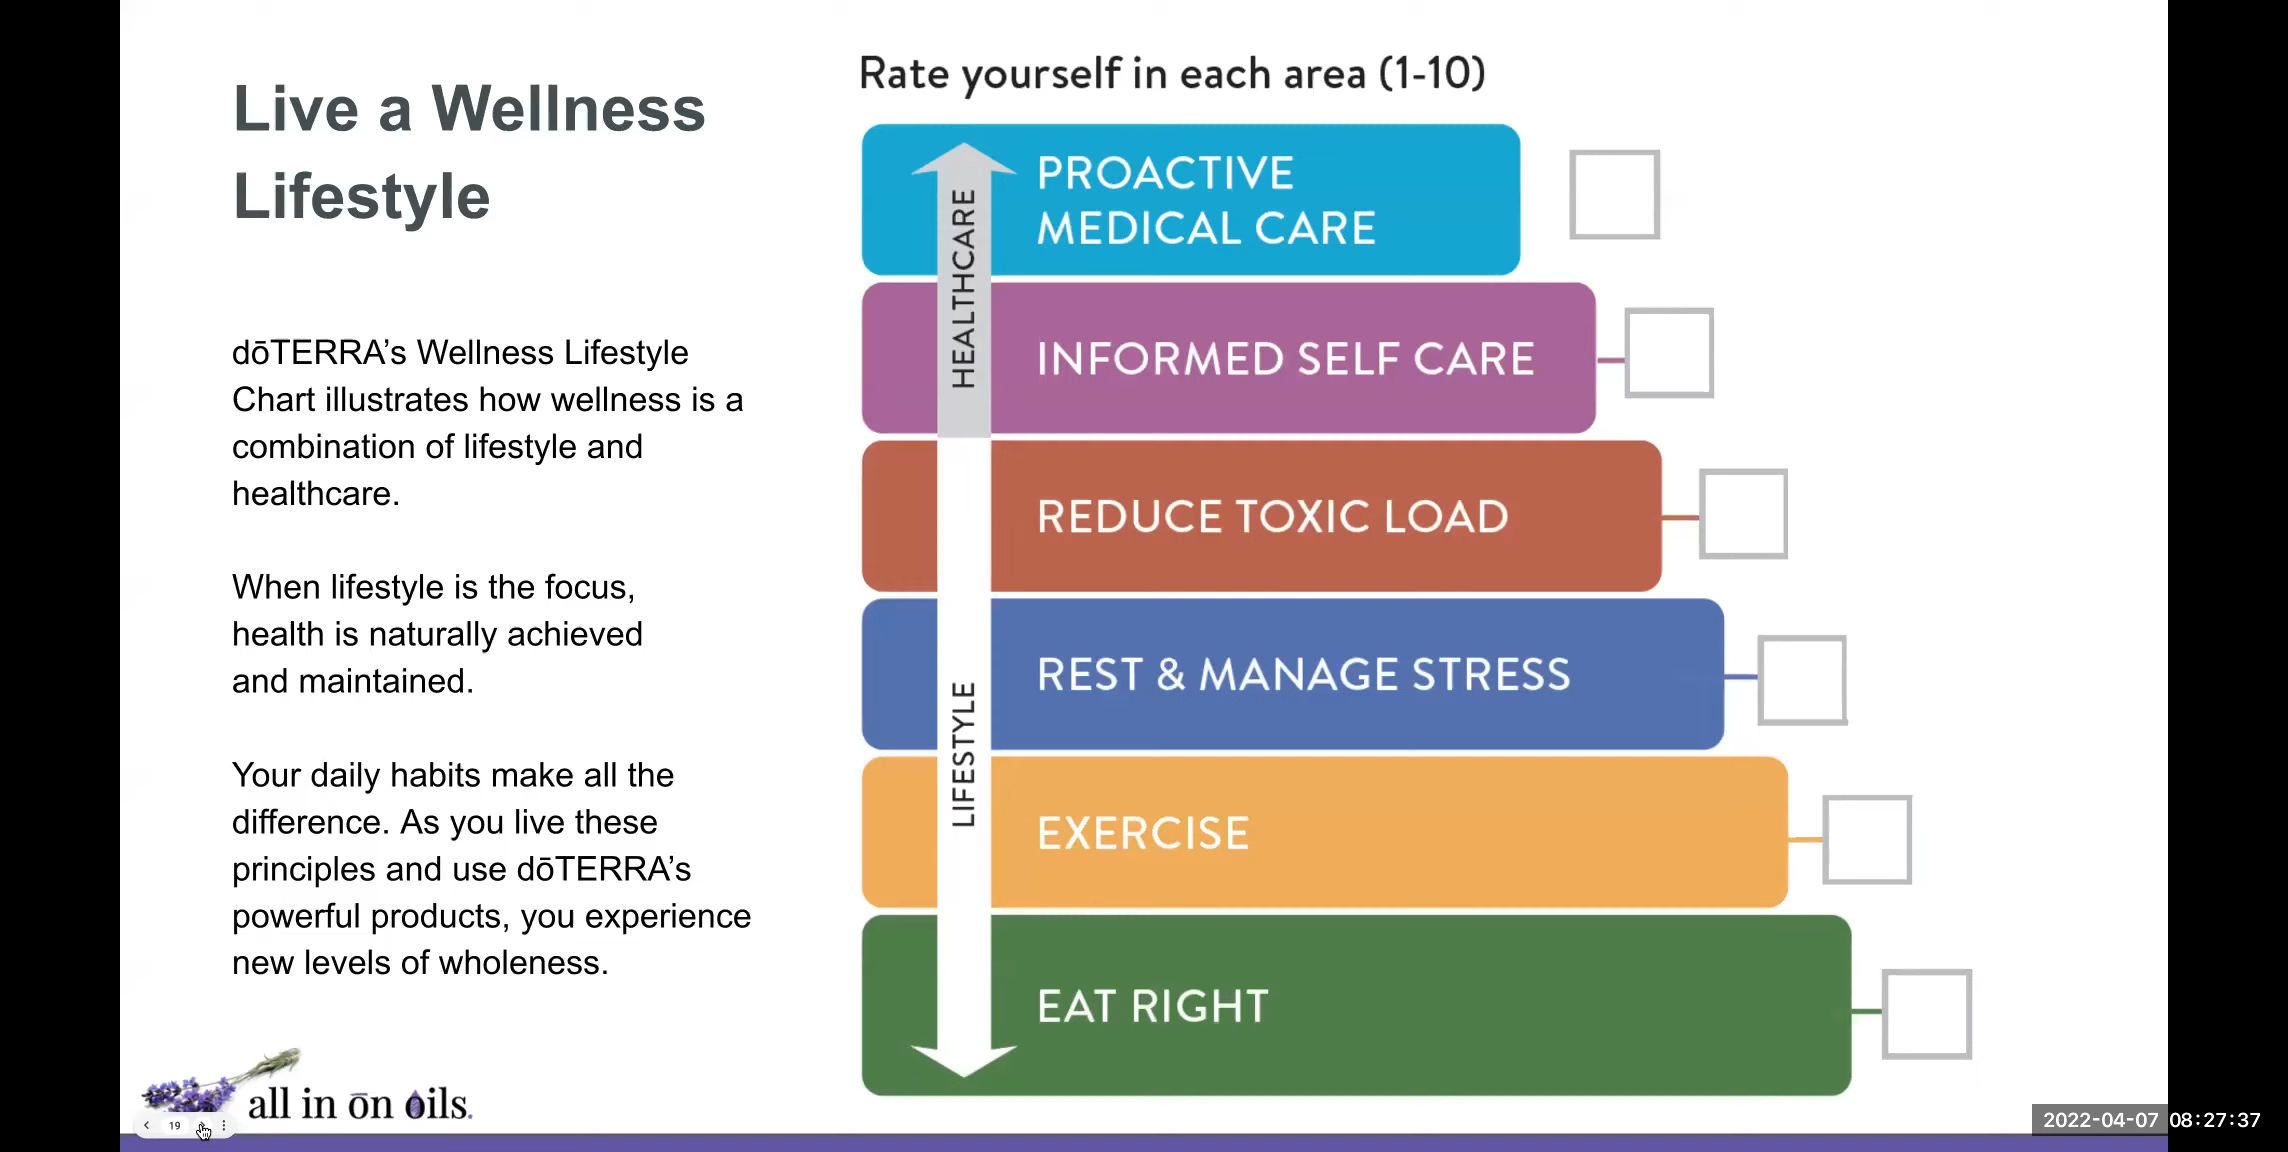 Live a Wellness
Lifestyle
dōTERRA’s Wellness Lifestyle
Chart illustrates how wellness is a
combination of lifestyle and
healthcare.
When lifestyle is the focus,
health is naturally achieved
and maintained.
Your daily habits make all the
difference. As you live these
principles and use dōTERRA’s
powerful products, you experience
new levels of wholeness.
all in ōn oils.
19
Rate yourself in each area (1-10)
HEALTHCARE
LIFESTYLE
PROACTIVE
MEDICAL CARE
INFORMED SELF CARE
REDUCE TOXIC LOAD
REST & MANAGE STRESS
EXERCISE
EAT RIGHT
2022-04-07 08:27:37